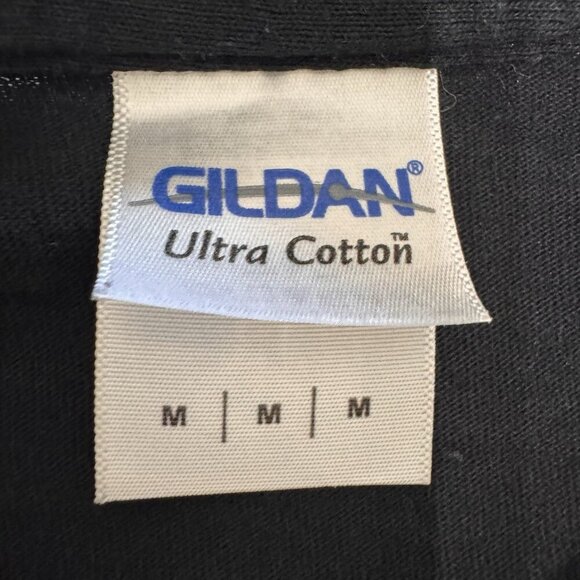 GILDAN®
Ultra Cotton™
M | M | M